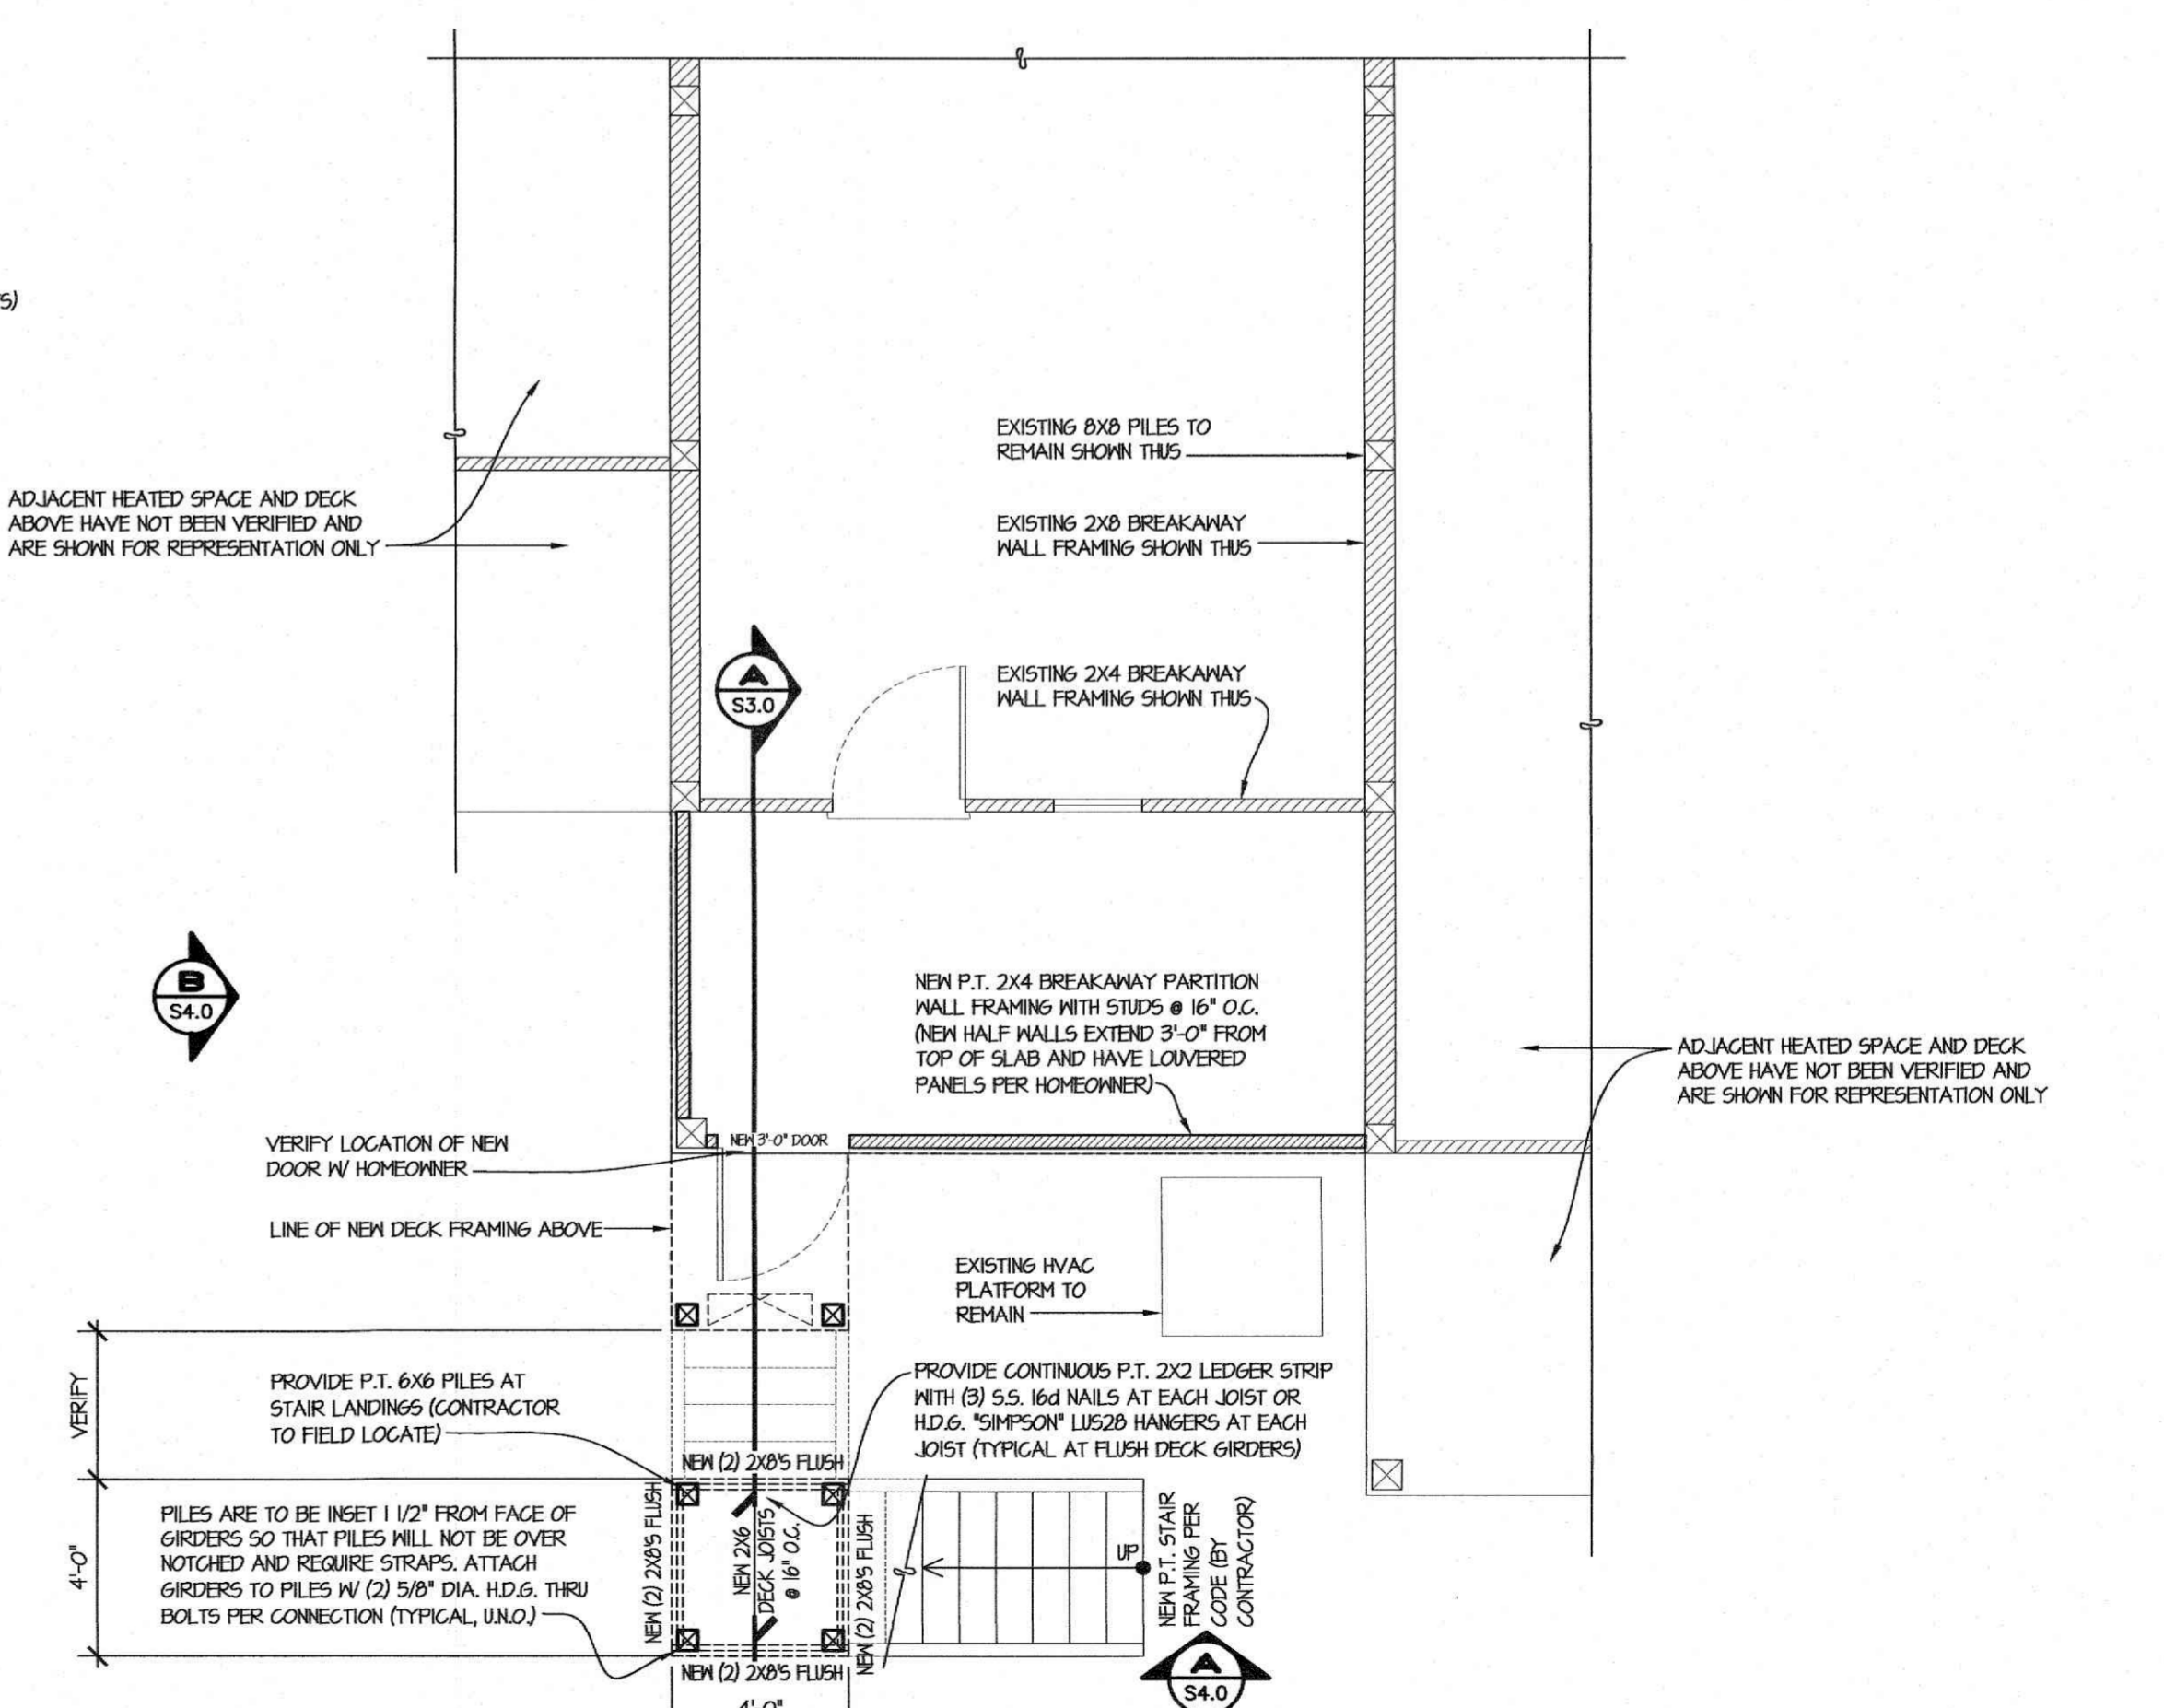 S)
EXISTING 8X8 PILES TO
REMAIN SHOWN THUS
ADJACENT HEATED SPACE AND DECK
ABOVE HAVE NOT BEEN VERIFIED AND
ARE SHOWN FOR REPRESENTATION ONLY
EXISTING 2X8 BREAKAWAY
WALL FRAMING SHOWN THUS
A
S3.0
EXISTING 2X4 BREAKAWAY
WALL FRAMING SHOWN THUS
B
S4.0
NEW P.T. 2X4 BREAKAWAY PARTITION
WALL FRAMING WITH STUDS @ 16" O.C.
(NEW HALF WALLS EXTEND 3'-0" FROM
TOP OF SLAB AND HAVE LOUVERED
PANELS PER HOMEOWNER)
ADJACENT HEATED SPACE AND DECK
ABOVE HAVE NOT BEEN VERIFIED AND
ARE SHOWN FOR REPRESENTATION ONLY
VERIFY LOCATION OF NEW
DOOR W/ HOMEOWNER
NEW 3'-0" DOOR
LINE OF NEW DECK FRAMING ABOVE
EXISTING HVAC
PLATFORM TO
REMAIN
VERIFY
PROVIDE P.T. 6X6 PILES AT
STAIR LANDINGS (CONTRACTOR
TO FIELD LOCATE)
PROVIDE CONTINUOUS P.T. 2X2 LEDGER STRIP
WITH (3) S.S. 16d NAILS AT EACH JOIST OR
H.D.G. "SIMPSON" LUS28 HANGERS AT EACH
JOIST (TYPICAL AT FLUSH DECK GIRDERS)
NEW (2) 2X8'S FLUSH
4'-0"
PILES ARE TO BE INSET 1 1/2" FROM FACE OF
GIRDERS SO THAT PILES WILL NOT BE OVER
NOTCHED AND REQUIRE STRAPS. ATTACH
GIRDERS TO PILES W/ (2) 5/8" DIA. H.D.G. THRU
BOLTS PER CONNECTION (TYPICAL, U.N.O.)
NEW (2) 2X8'S FLUSH
NEW 2X6
DECK JOISTS
@ 16" O.C.
NEW (2) 2X8'S FLUSH
UP
NEW P.T. STAIR
FRAMING PER
CODE (BY
CONTRACTOR)
NEW (2) 2X8'S FLUSH
4'-0"
A
S4.0